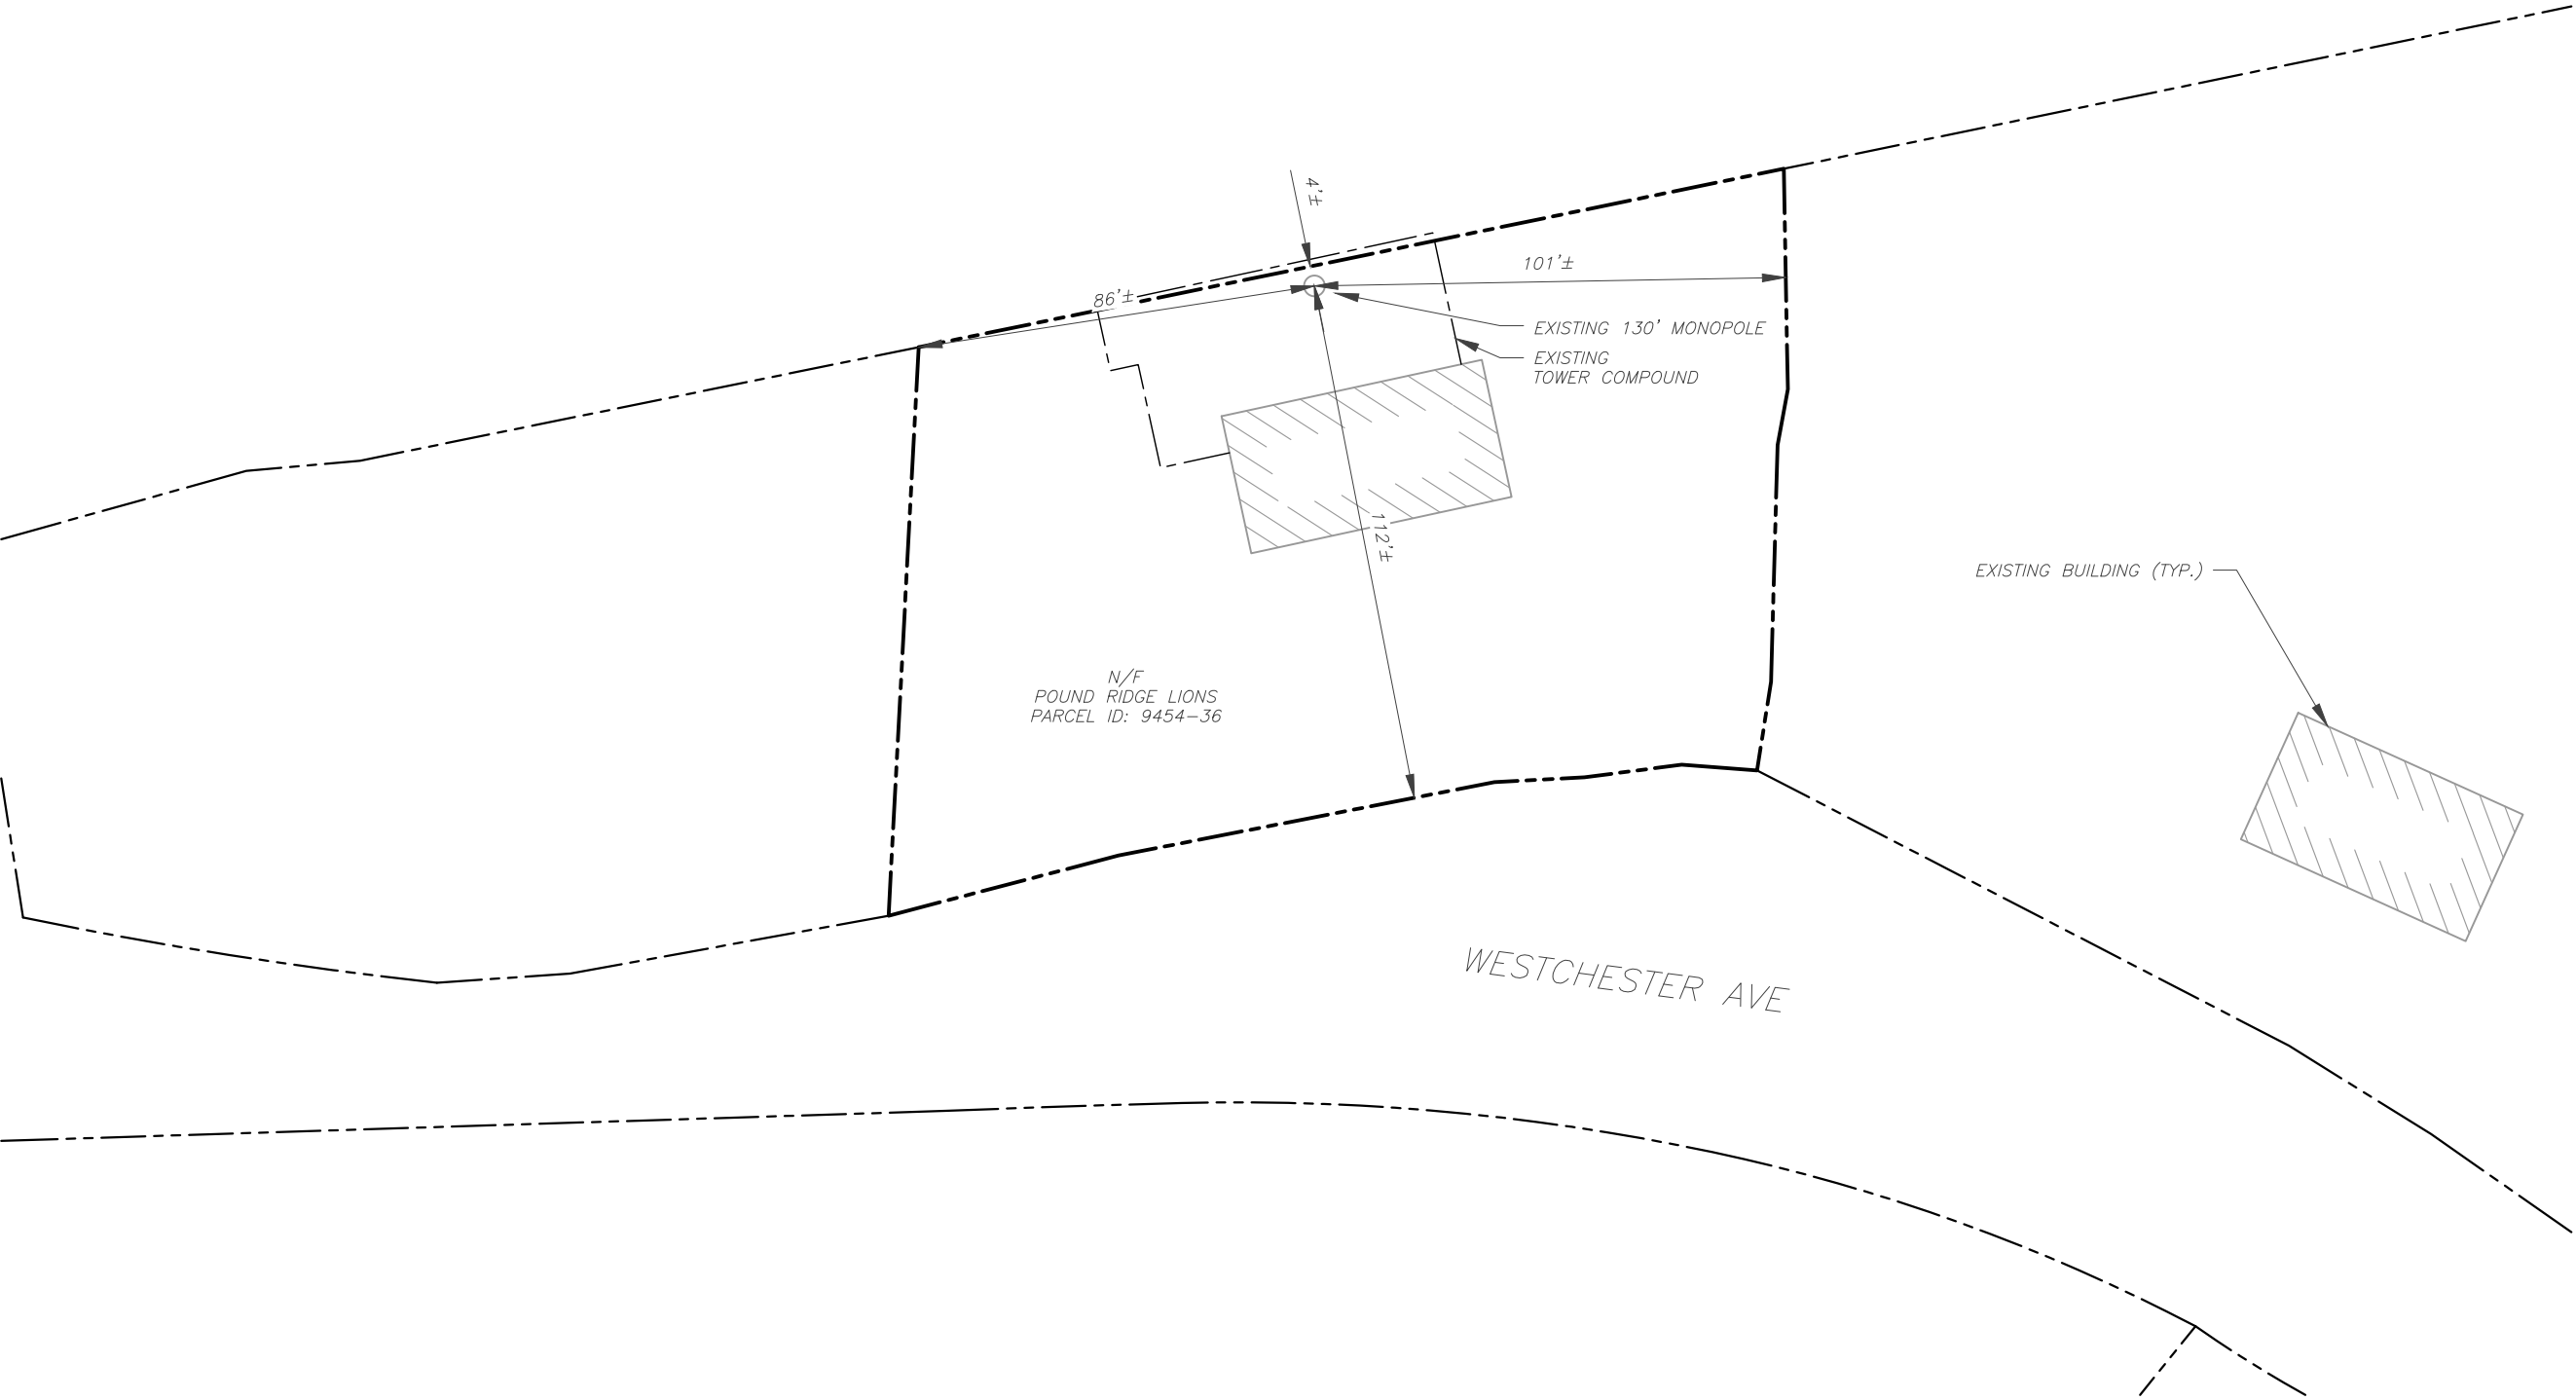 4'±
101'±
86'±
EXISTING 130' MONOPOLE
EXISTING
TOWER COMPOUND
112'±
EXISTING BUILDING (TYP.)
N/F
POUND RIDGE LIONS
PARCEL ID: 9454-36
WESTCHESTER AVE